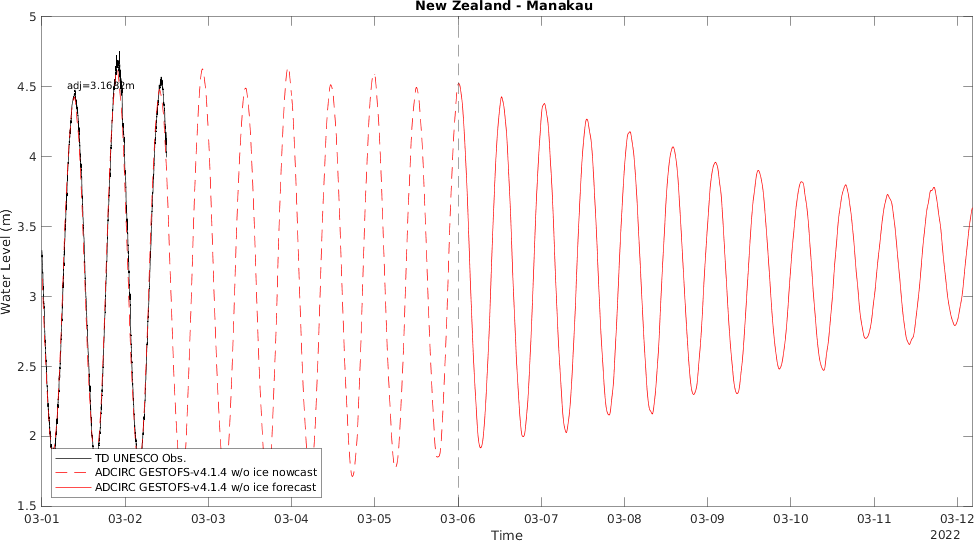 New Zealand - Manakau
5
4.5
4
3.5
3
2.5
2
1.5
Water Level (m)
adj=3.1632m
TD UNESCO Obs.
ADCIRC GESTOFS-v4.1.4 w/o ice nowcast
ADCIRC GESTOFS-v4.1.4 w/o ice forecast
03-01 03-02 03-03 03-04 03-05 03-06 03-07 03-08 03-09 03-10 03-11 03-12
Time
2022